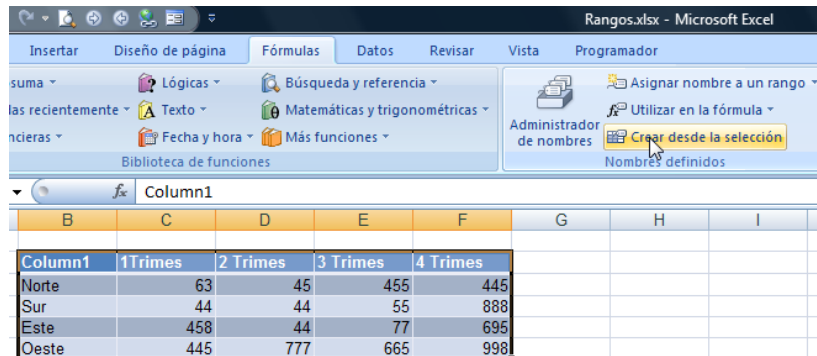 Rangos.xlsx - Microsoft Excel
Insertar Diseño de página Fórmulas Datos Revisar Vista Programador
suma Lógicas Búsqueda y referencia Asignar nombre a un rango
las recientemente Texto Matemáticas y trigonométricas Utilizar en la fórmula
ncieras Fecha y hora Más funciones Administrador de nombres Crear desde la selección
Biblioteca de funciones Nombres definidos
fx Column1
B C D E F G H I
Column1 1Trimes 2 Trimes 3 Trimes 4 Trimes
Norte 63 45 455 445
Sur 44 44 55 888
Este 458 44 77 695
Oeste 445 777 665 998